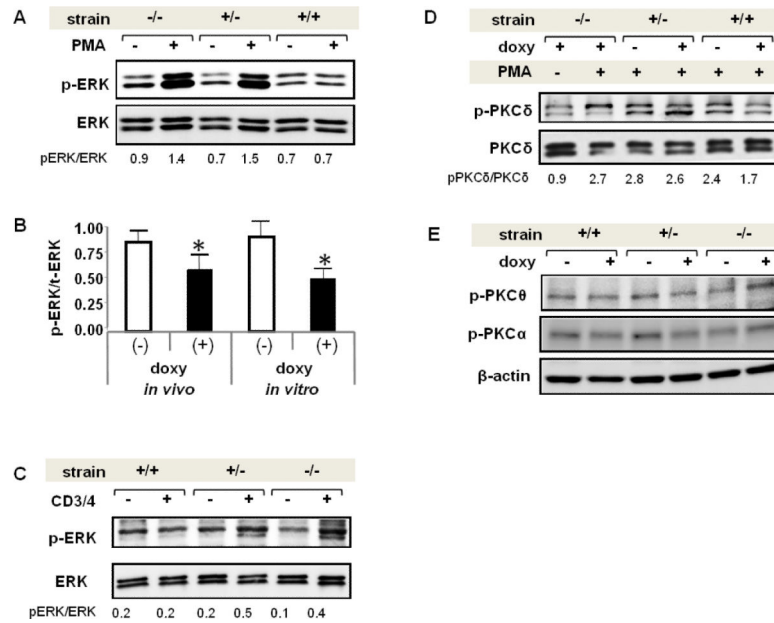 A
strain -/- +/- +/+
PMA - + - + - +
p-ERK
ERK
pERK/ERK 0.9 1.4 0.7 1.5 0.7 0.7
B
p-ERK/t-ERK
1.00
0.75
0.50
0.25
0.00
* *
(-) (+) (-) (+)
doxy doxy
in vivo in vitro
C
strain +/+ +/- -/-
CD3/4 - + - + - +
p-ERK
ERK
pERK/ERK 0.2 0.2 0.2 0.5 0.1 0.4
D
strain -/- +/- +/+
doxy + + - + - +
PMA - + + + + +
p-PKCδ
PKCδ
pPKCδ/PKCδ 0.9 2.7 2.8 2.6 2.4 1.7
E
strain +/+ +/- -/-
doxy - + - + - +
p-PKCθ
p-PKCα
β-actin